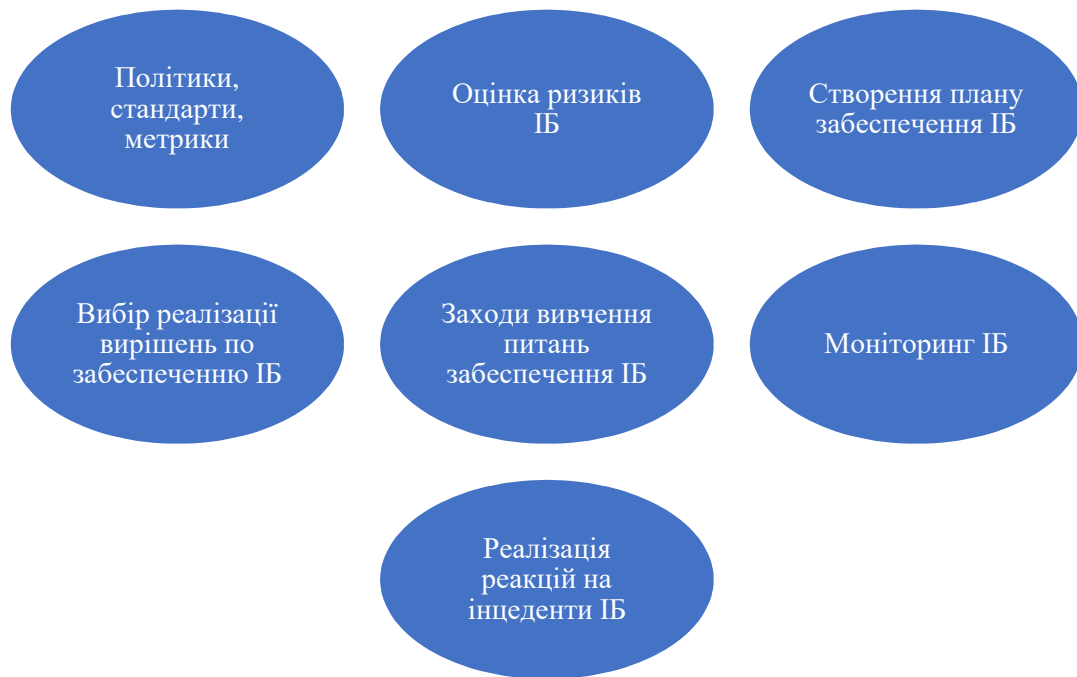 Політики,
стандарти,
метрики
Оцінка ризиків
ІБ
Створення плану
забеспечення ІБ
Вибір реалізації
вирішень по
забеспеченню ІБ
Заходи вивчення
питань
забеспечення ІБ
Моніторинг ІБ
Реалізація
реакцій на
інцеденти ІБ